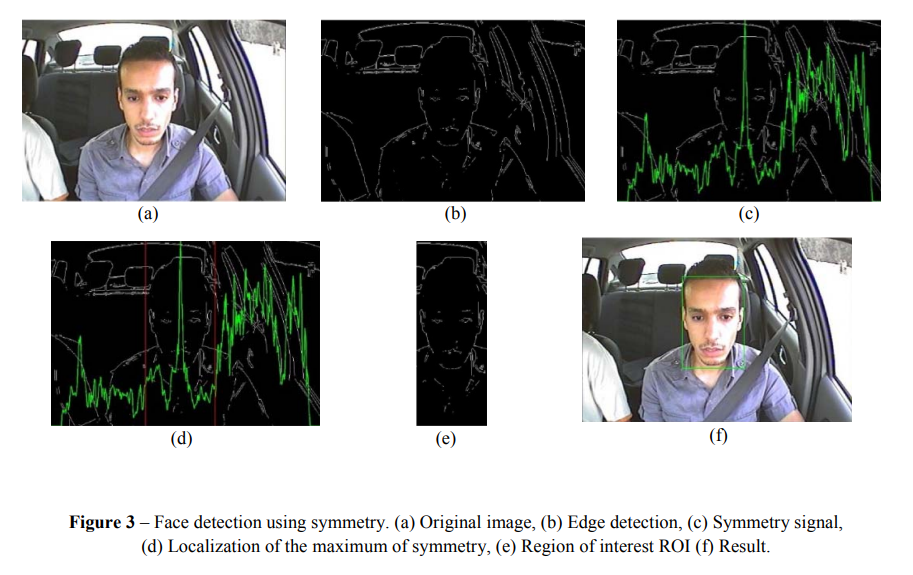 (a)
(b)
(c)
(d)
(e)
(f)
Figure 3 – Face detection using symmetry. (a) Original image, (b) Edge detection, (c) Symmetry signal,
(d) Localization of the maximum of symmetry, (e) Region of interest ROI (f) Result.